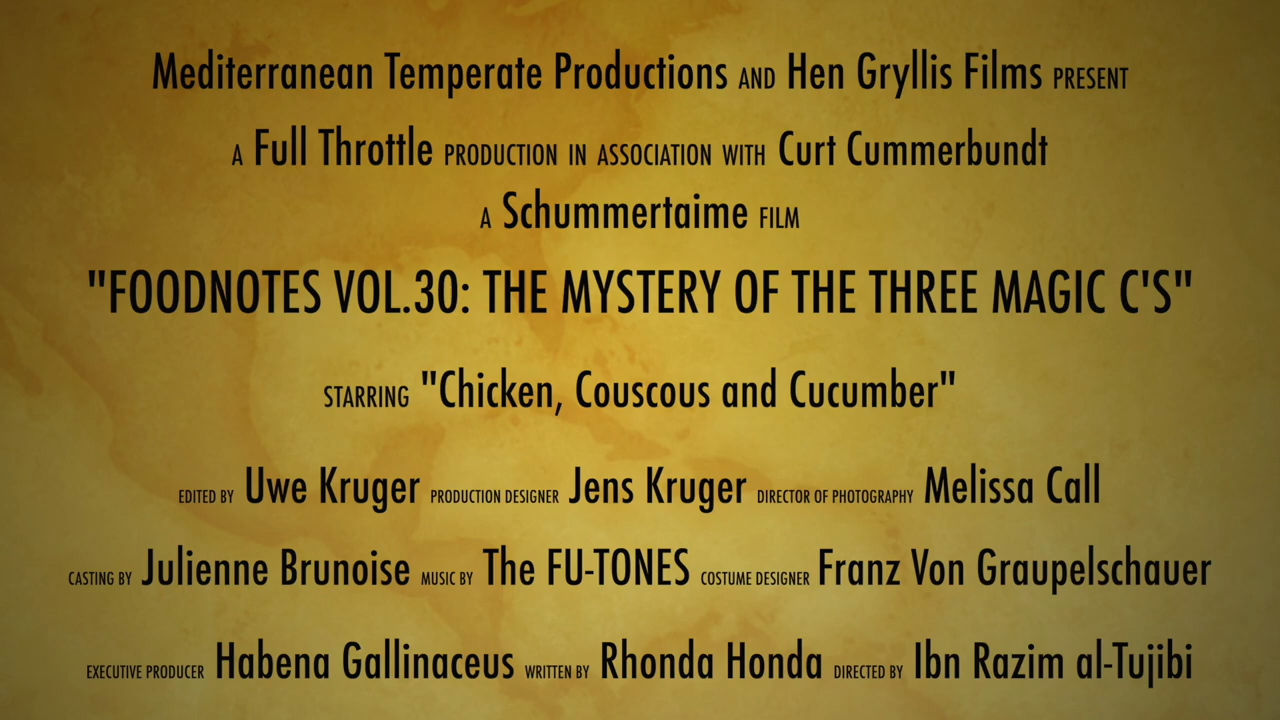 Mediterranean Temperate Productions AND Hen Gryllis Films PRESENT
A Full Throttle PRODUCTION IN ASSOCIATION WITH Curt Cummerbundt
A Schummertaime FILM
"FOODNOTES VOL.30: THE MYSTERY OF THE THREE MAGIC C'S"
STARRING "Chicken, Couscous and Cucumber"
EDITED BY Uwe Kruger PRODUCTION DESIGNER Jens Kruger DIRECTOR OF PHOTOGRAPHY Melissa Call
CASTING BY Julienne Brunoise MUSIC BY The FU-TONES COSTUME DESIGNER Franz Von Graupelschauer
EXECUTIVE PRODUCER Habena Gallinaceus WRITTEN BY Rhonda Honda DIRECTED BY Ibn Razim al-Tujibi